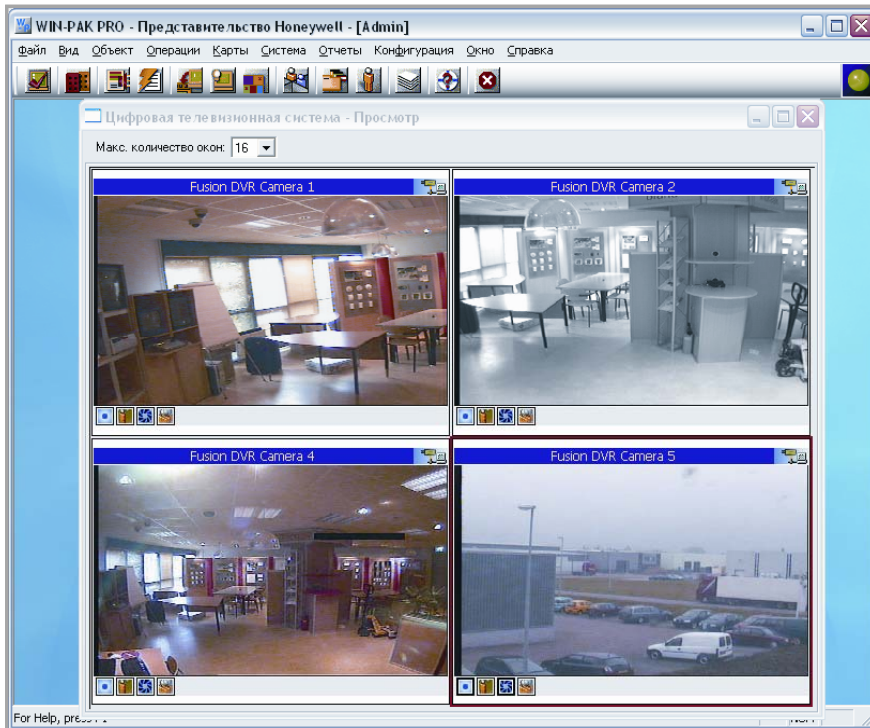 WIN-PAK PRO - Представительство Honeywell - [Admin]
Файл Вид Объект Операции Карты Система Отчеты Конфигурация Окно Справка
Цифровая телевизионная система - Просмотр
Макс. количество окон: 16
Fusion DVR Camera 1
Fusion DVR Camera 2
Fusion DVR Camera 4
Fusion DVR Camera 5
For Help,